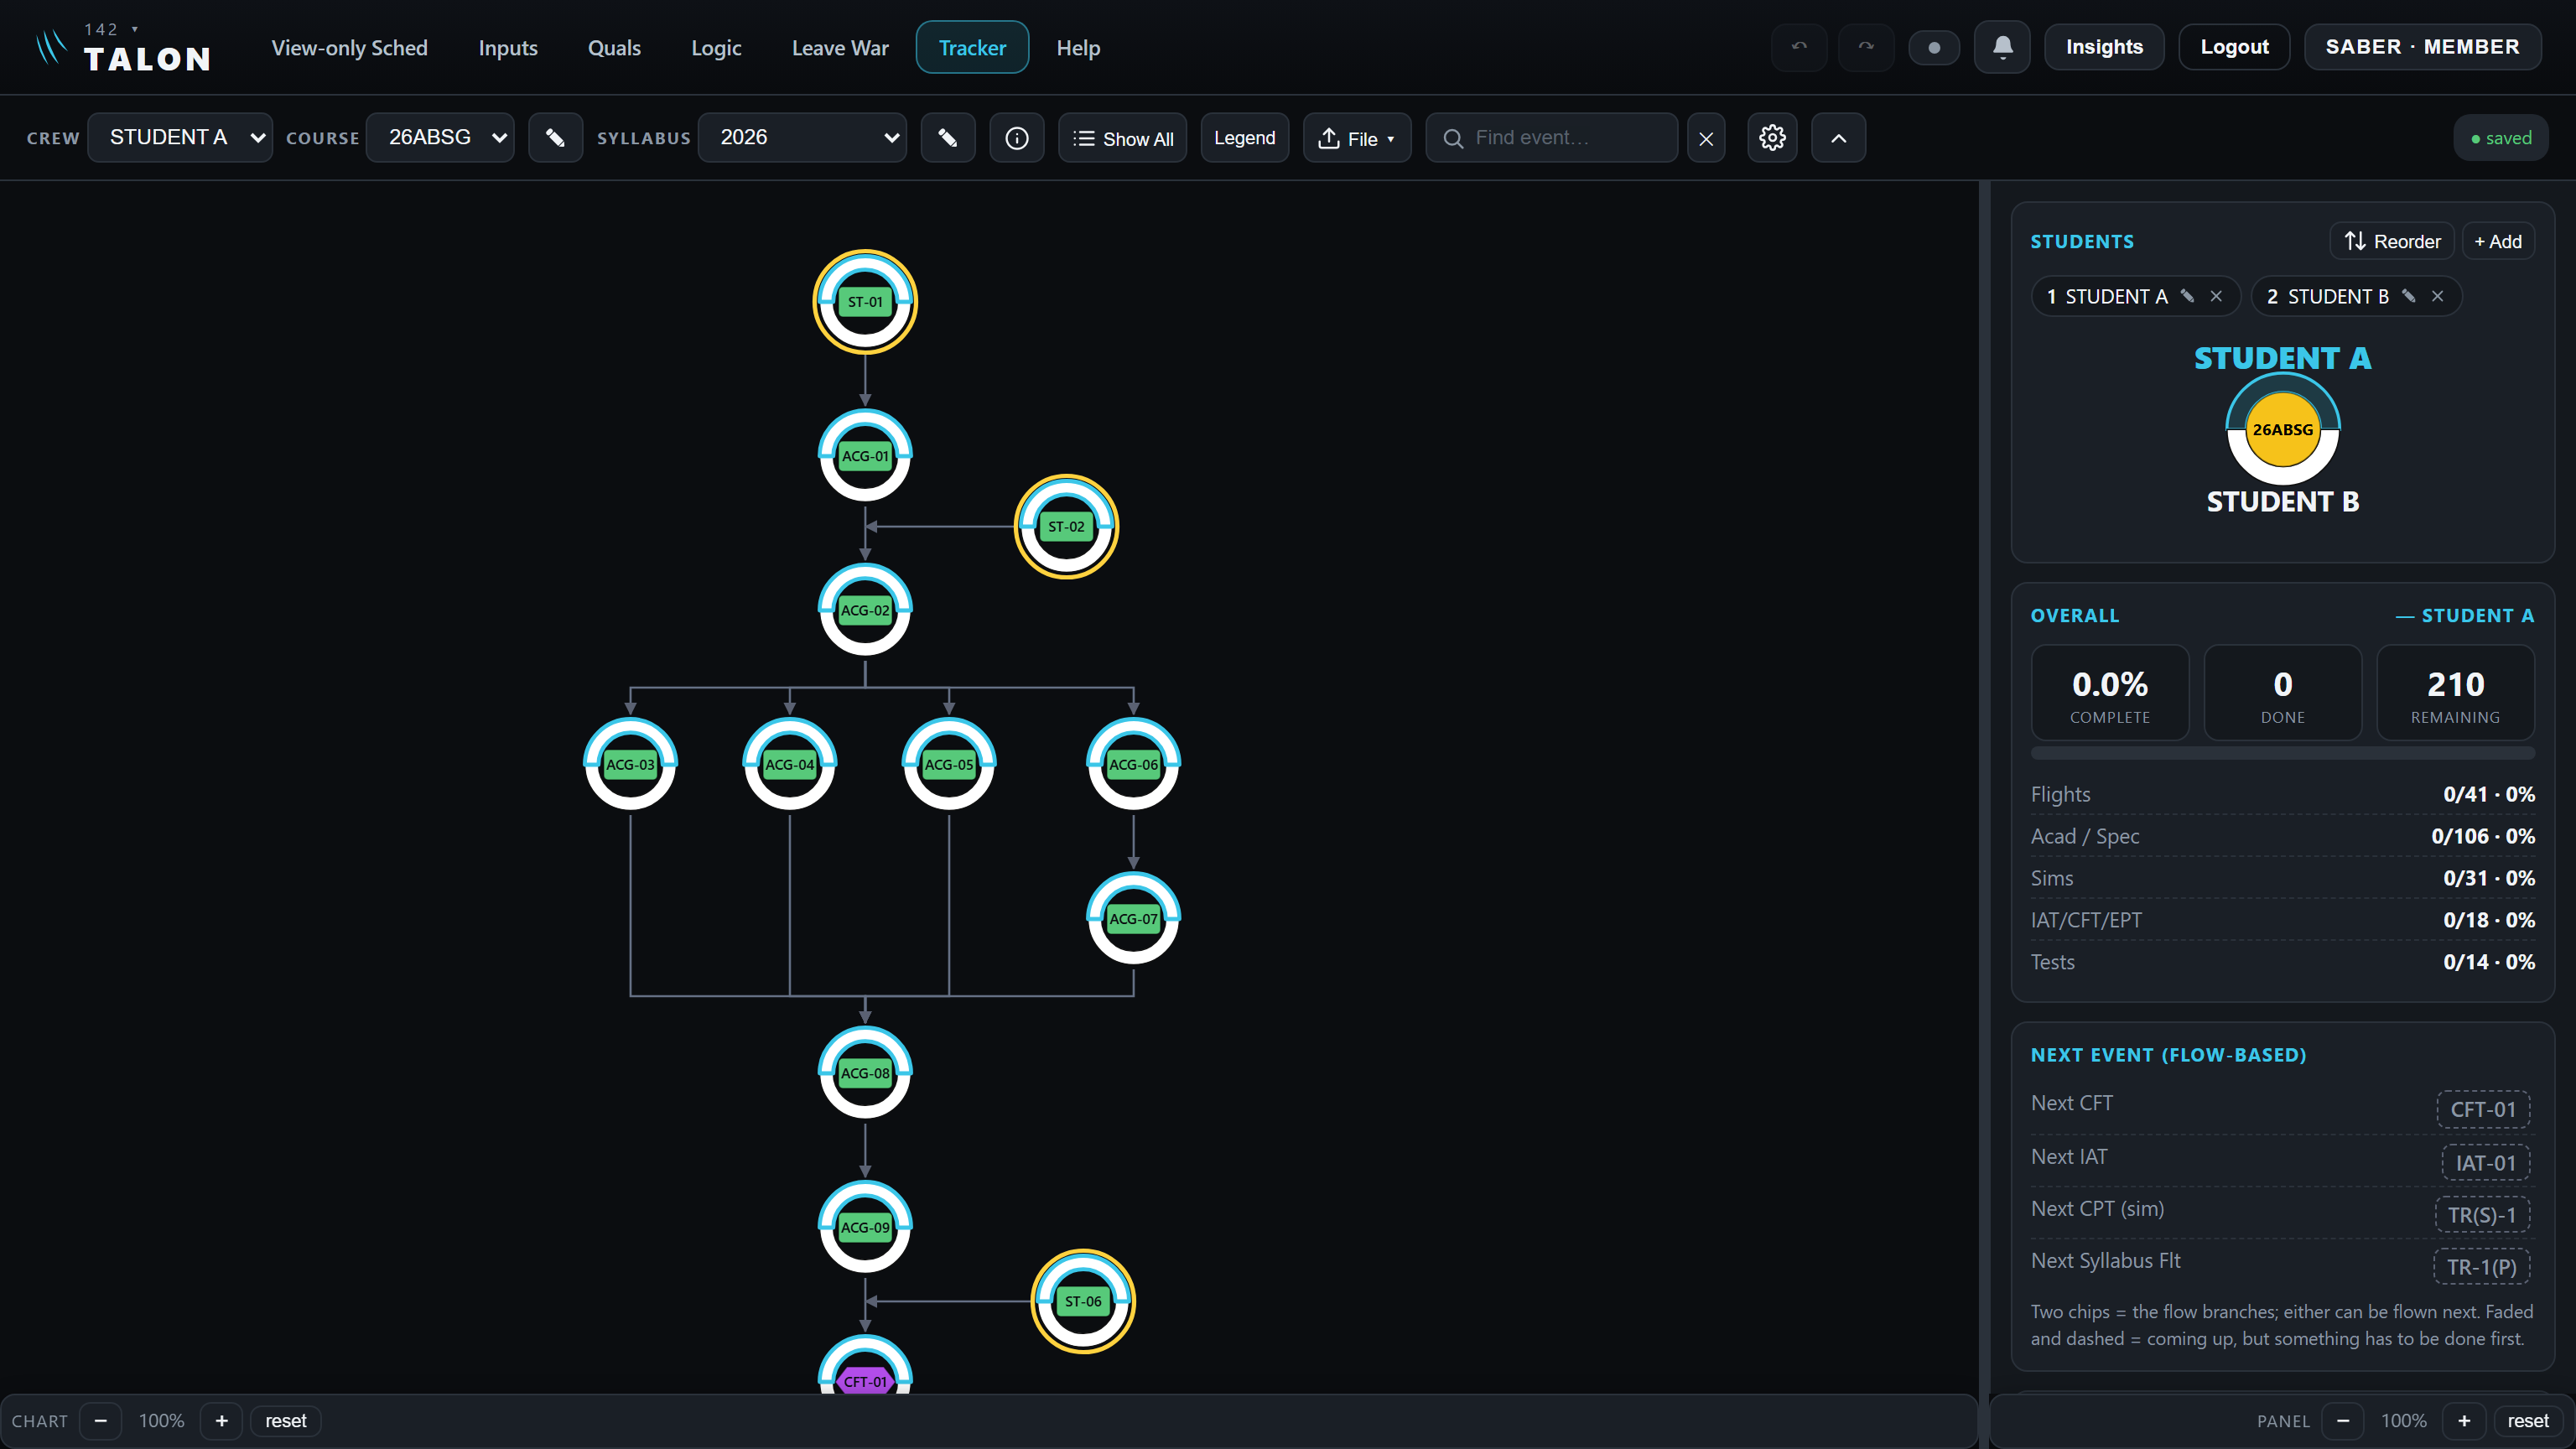 142 ▾
TALON
View-only Sched
Inputs
Quals
Logic
Leave War
Tracker
Help
Insights
Logout
SABER · MEMBER
CREW
STUDENT A
COURSE
26ABSG
SYLLABUS
2026
Show All
Legend
File ▾
Find event…
● saved
ST-01
ACG-01
ST-02
ACG-02
ACG-03
ACG-04
ACG-05
ACG-06
ACG-07
ACG-08
ACG-09
ST-06
CFT-01
STUDENTS
Reorder
+ Add
1 STUDENT A
2 STUDENT B
STUDENT A
26ABSG
STUDENT B
OVERALL
— STUDENT A
0.0%
COMPLETE
0
DONE
210
REMAINING
Flights 0/41 · 0%
Acad / Spec 0/106 · 0%
Sims 0/31 · 0%
IAT/CFT/EPT 0/18 · 0%
Tests 0/14 · 0%
NEXT EVENT (FLOW-BASED)
Next CFT CFT-01
Next IAT IAT-01
Next CPT (sim) TR(S)-1
Next Syllabus Flt TR-1(P)
Two chips = the flow branches; either can be flown next. Faded
and dashed = coming up, but something has to be done first.
CHART − 100% + reset
PANEL − 100% + reset